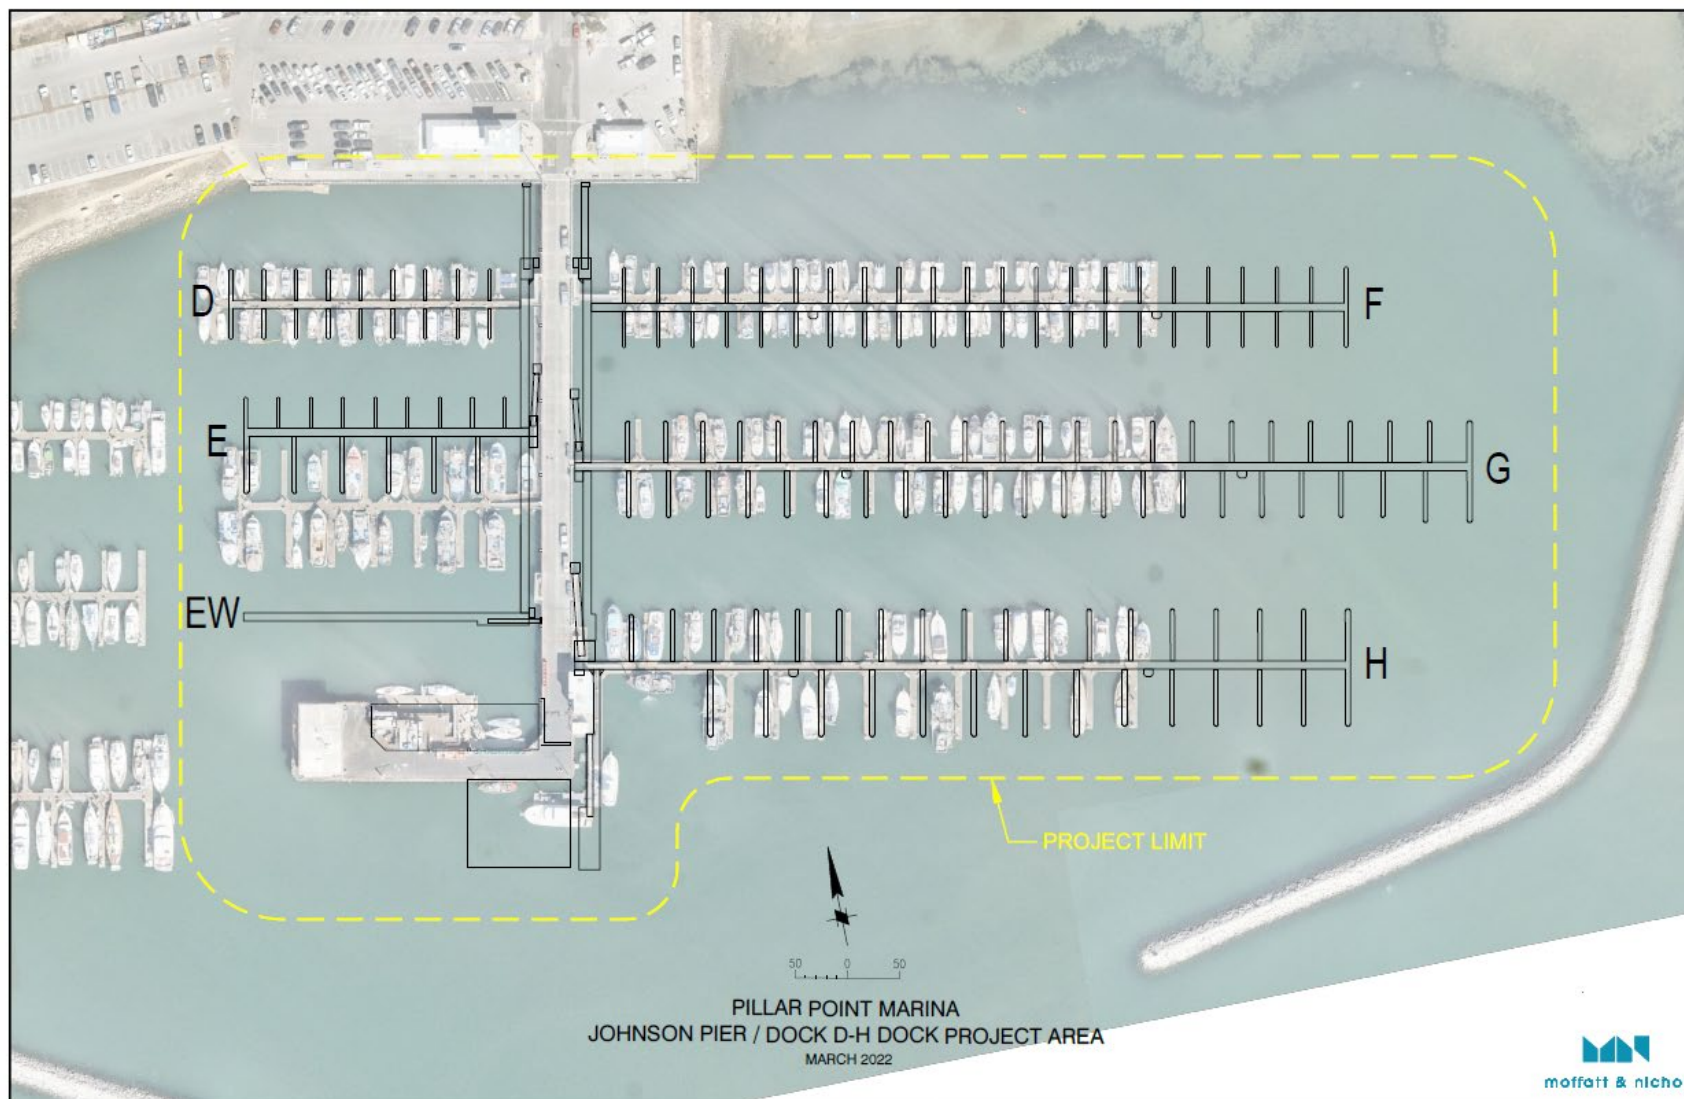 D
F
E
G
EW
H
PROJECT LIMIT
50 0 50
PILLAR POINT MARINA
JOHNSON PIER / DOCK D-H DOCK PROJECT AREA
MARCH 2022
moffatt & nicho